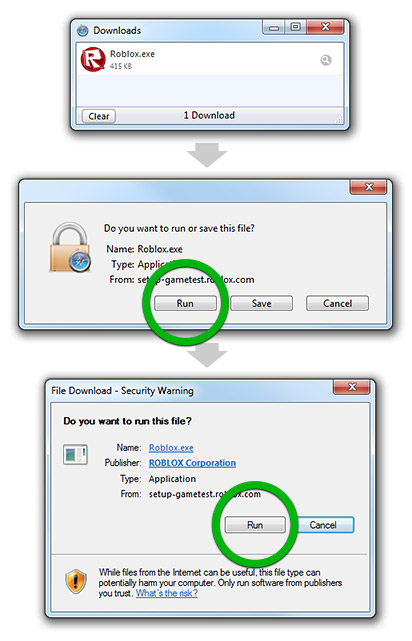 Downloads
R
Roblox.exe
415 KB
Clear
1 Download
Do you want to run or save this file?
Name: Roblox.exe
Type: Application
From: setup-gametest.roblox.com
Run
Save
Cancel
File Download - Security Warning
Do you want to run this file?
Name: Roblox.exe
Publisher: ROBLOX Corporation
Type: Application
From: setup-gametest.roblox.com
Run
Cancel
While files from the Internet can be useful, this file type can
potentially harm your computer. Only run software from publishers
you trust. What's the risk?